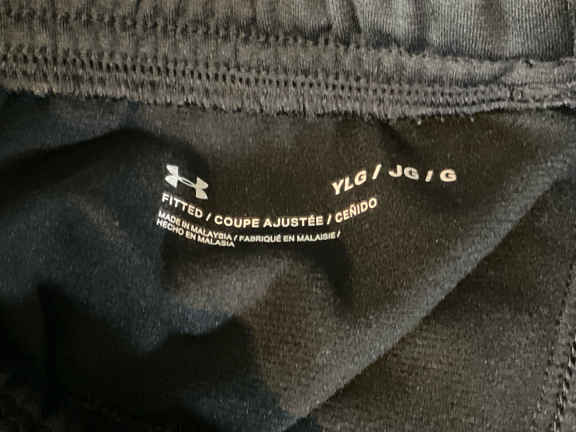 YLG / JG / G
FITTED / COUPE AJUSTÉE / CEÑIDO
MADE IN MALAYSIA / FABRIQUÉ EN MALAISIE /
HECHO EN MALASIA